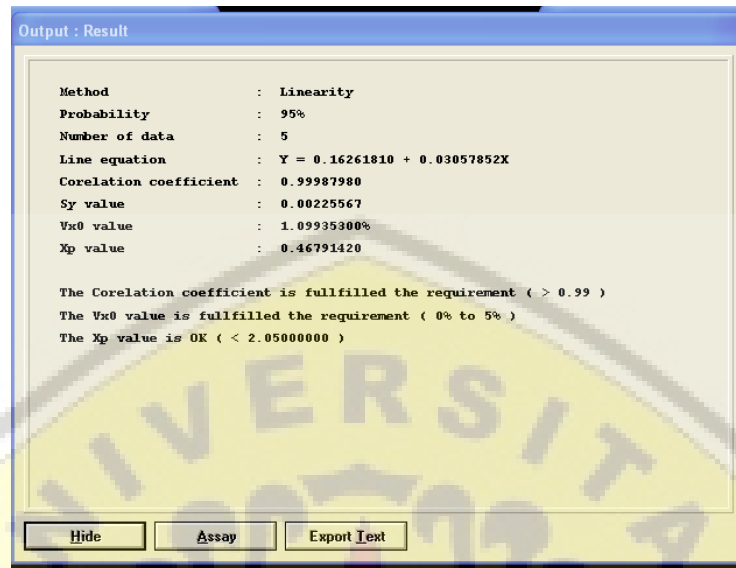 Output : Result
Method : Linearity
Probability : 95%
Number of data : 5
Line equation : Y = 0.16261810 + 0.03057852X
Corelation coefficient : 0.99987980
Sy value : 0.00225567
Vx0 value : 1.09935300%
Xp value : 0.46791420
The Corelation coefficient is fullfilled the requirement ( > 0.99 )
The Vx0 value is fullfilled the requirement ( 0% to 5% )
The Xp value is OK ( < 2.05000000 )
IVERSITA
Hide Assay Export Text